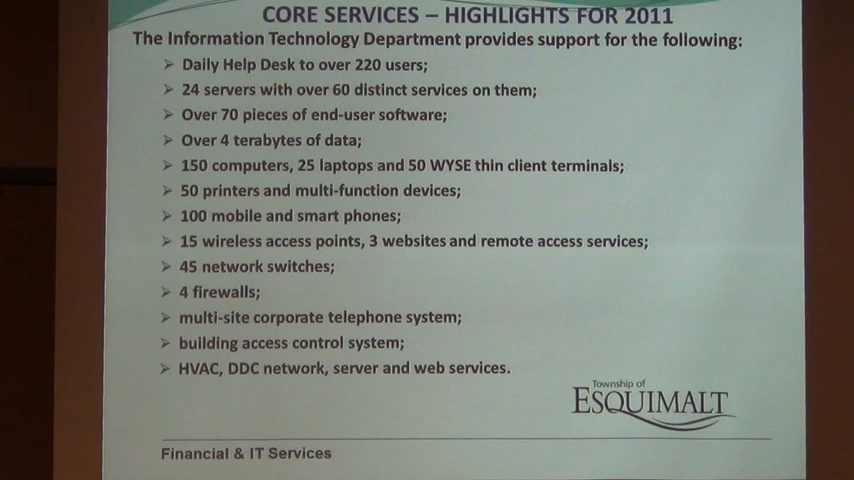 CORE SERVICES – HIGHLIGHTS FOR 2011
The Information Technology Department provides support for the following:
➢ Daily Help Desk to over 220 users;
➢ 24 servers with over 60 distinct services on them;
➢ Over 70 pieces of end-user software;
➢ Over 4 terabytes of data;
➢ 150 computers, 25 laptops and 50 WYSE thin client terminals;
➢ 50 printers and multi-function devices;
➢ 100 mobile and smart phones;
➢ 15 wireless access points, 3 websites and remote access services;
➢ 45 network switches;
➢ 4 firewalls;
➢ multi-site corporate telephone system;
➢ building access control system;
➢ HVAC, DDC network, server and web services.
Township of
ESQUIMALT
Financial & IT Services